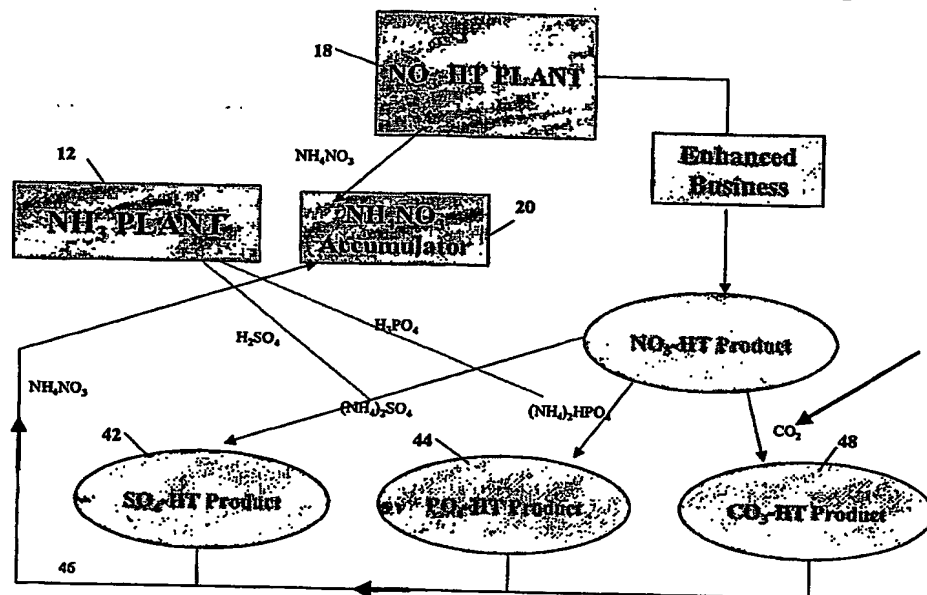 18
NO₃-HT PLANT
NH₄NO₃
Enhanced
Business
12
NH₃ PLANT
NH₄NO₃
Accumulator
20
H₂SO₄
H₃PO₄
NO₃-HT Product
NH₄NO₃
(NH₄)₂SO₄
(NH₄)₂HPO₄
CO₂
42
44
48
SO₄-HT Product
PO₄-HT Product
CO₃-HT Product
46